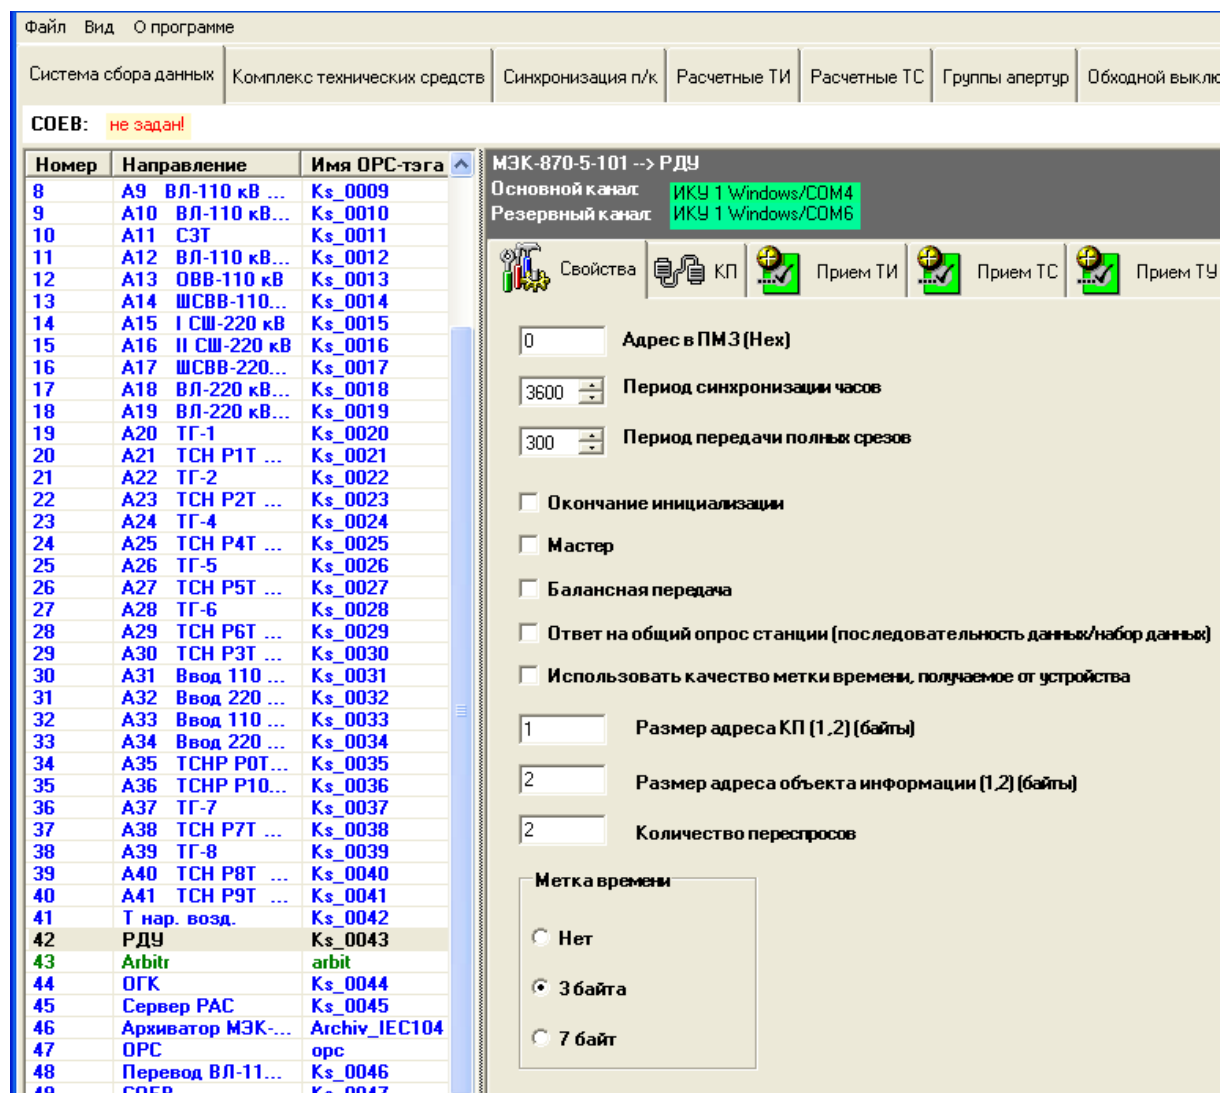 Файл Вид О программе
Система сбора данных Комплекс технических средств Синхронизация п/к Расчетные ТИ Расчетные ТС Группы апертур Обходной выклю
СОЕВ: не задан!
Номер Направление Имя ОРС-тэга
8 А9 ВЛ-110 кВ ... Ks_0009
9 А10 ВЛ-110 кВ... Ks_0010
10 А11 СЗТ Ks_0011
11 А12 ВЛ-110 кВ... Ks_0012
12 А13 ОВВ-110 кВ Ks_0013
13 А14 ШСВВ-110... Ks_0014
14 А15 I СШ-220 кВ Ks_0015
15 А16 II СШ-220 кВ Ks_0016
16 А17 ШСВВ-220... Ks_0017
17 А18 ВЛ-220 кВ... Ks_0018
18 А19 ВЛ-220 кВ... Ks_0019
19 А20 ТГ-1 Ks_0020
20 А21 ТСН Р1Т ... Ks_0021
21 А22 ТГ-2 Ks_0022
22 А23 ТСН Р2Т ... Ks_0023
23 А24 ТГ-4 Ks_0024
24 А25 ТСН Р4Т ... Ks_0025
25 А26 ТГ-5 Ks_0026
26 А27 ТСН Р5Т ... Ks_0027
27 А28 ТГ-6 Ks_0028
28 А29 ТСН Р6Т ... Ks_0029
29 А30 ТСН Р3Т ... Ks_0030
30 А31 Ввод 110 ... Ks_0031
31 А32 Ввод 220 ... Ks_0032
32 А33 Ввод 110 ... Ks_0033
33 А34 Ввод 220 ... Ks_0034
34 А35 ТСНР Р0Т... Ks_0035
35 А36 ТСНР Р10... Ks_0036
36 А37 ТГ-7 Ks_0037
37 А38 ТСН Р7Т ... Ks_0038
38 А39 ТГ-8 Ks_0039
39 А40 ТСН Р8Т ... Ks_0040
40 А41 ТСН Р9Т ... Ks_0041
41 Т нар. возд. Ks_0042
42 РДУ Ks_0043
43 Arbitr arbit
44 ОГК Ks_0044
45 Сервер РАС Ks_0045
46 Архиватор МЭК-... Archiv_IEC104
47 OPC opc
48 Перевод ВЛ-11... Ks_0046
49 СОЕВ Ks_0047
МЭК-870-5-101 --> РДУ
Основной канал: ИКУ 1 Windows/COM4
Резервный канал: ИКУ 1 Windows/COM6
Свойства КП Прием ТИ Прием ТС Прием ТУ
0 Адрес в ПМЗ (Hex)
3600 Период синхронизации часов
300 Период передачи полных срезов
Окончание инициализации
Мастер
Балансная передача
Ответ на общий опрос станции (последовательность данных/набор данных)
Использовать качество метки времени, получаемое от устройства
1 Размер адреса КП (1,2) (байты)
2 Размер адреса объекта информации (1,2) (байты)
2 Количество переспросов
Метка времени
Нет
3 байта
7 байт